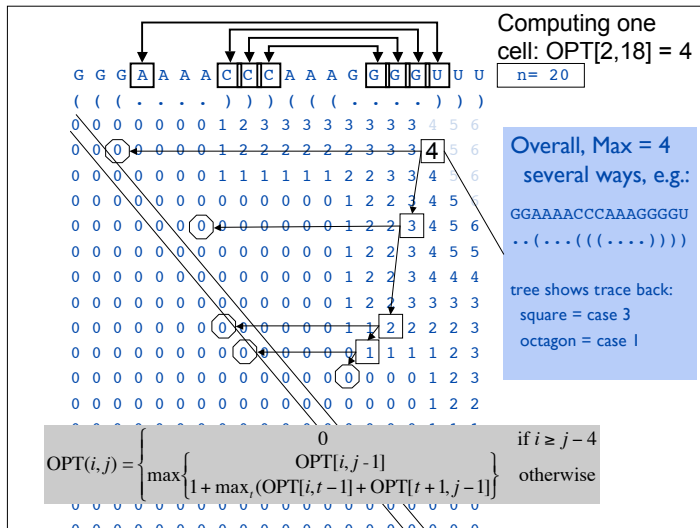 Computing one
cell: OPT[2,18] = 4
n= 20
G G G A A A A C C C A A A G G G G U U U
( ( ( . . . . ) ) ) ( ( ( . . . . ) ) )
0 0 0 0 0 0 0 1 2 3 3 3 3 3 3 3 3 4 5 6
0 0 0 0 0 0 0 1 2 2 2 2 2 2 3 3 3 4 5 6
0 0 0 0 0 0 0 1 1 1 1 1 1 2 2 3 3 4 5 6
0 0 0 0 0 0 0 0 0 0 0 0 0 1 2 2 3 4 5 6
0 0 0 0 0 0 0 0 0 0 0 0 0 1 2 2 3 4 5 6
0 0 0 0 0 0 0 0 0 0 0 0 0 1 2 2 3 4 5 5
0 0 0 0 0 0 0 0 0 0 0 0 0 1 2 2 3 4 4 4
0 0 0 0 0 0 0 0 0 0 0 0 0 1 2 2 3 3 3 3
0 0 0 0 0 0 0 0 0 0 0 0 0 1 1 2 2 2 2 3
0 0 0 0 0 0 0 0 0 0 0 0 0 0 1 1 1 1 2 3
0 0 0 0 0 0 0 0 0 0 0 0 0 0 0 0 0 1 2 3
0 0 0 0 0 0 0 0 0 0 0 0 0 0 0 0 0 1 2 2
Overall, Max = 4
several ways, e.g.:
GGAAAACCCAAAGGGGU
..(...(((....))))
tree shows trace back:
square = case 3
octagon = case 1
OPT(i, j) = { 0 if i ≥ j − 4
max { OPT[i, j -1]
1 + max_t (OPT[i, t −1] + OPT[t +1, j −1]) } otherwise